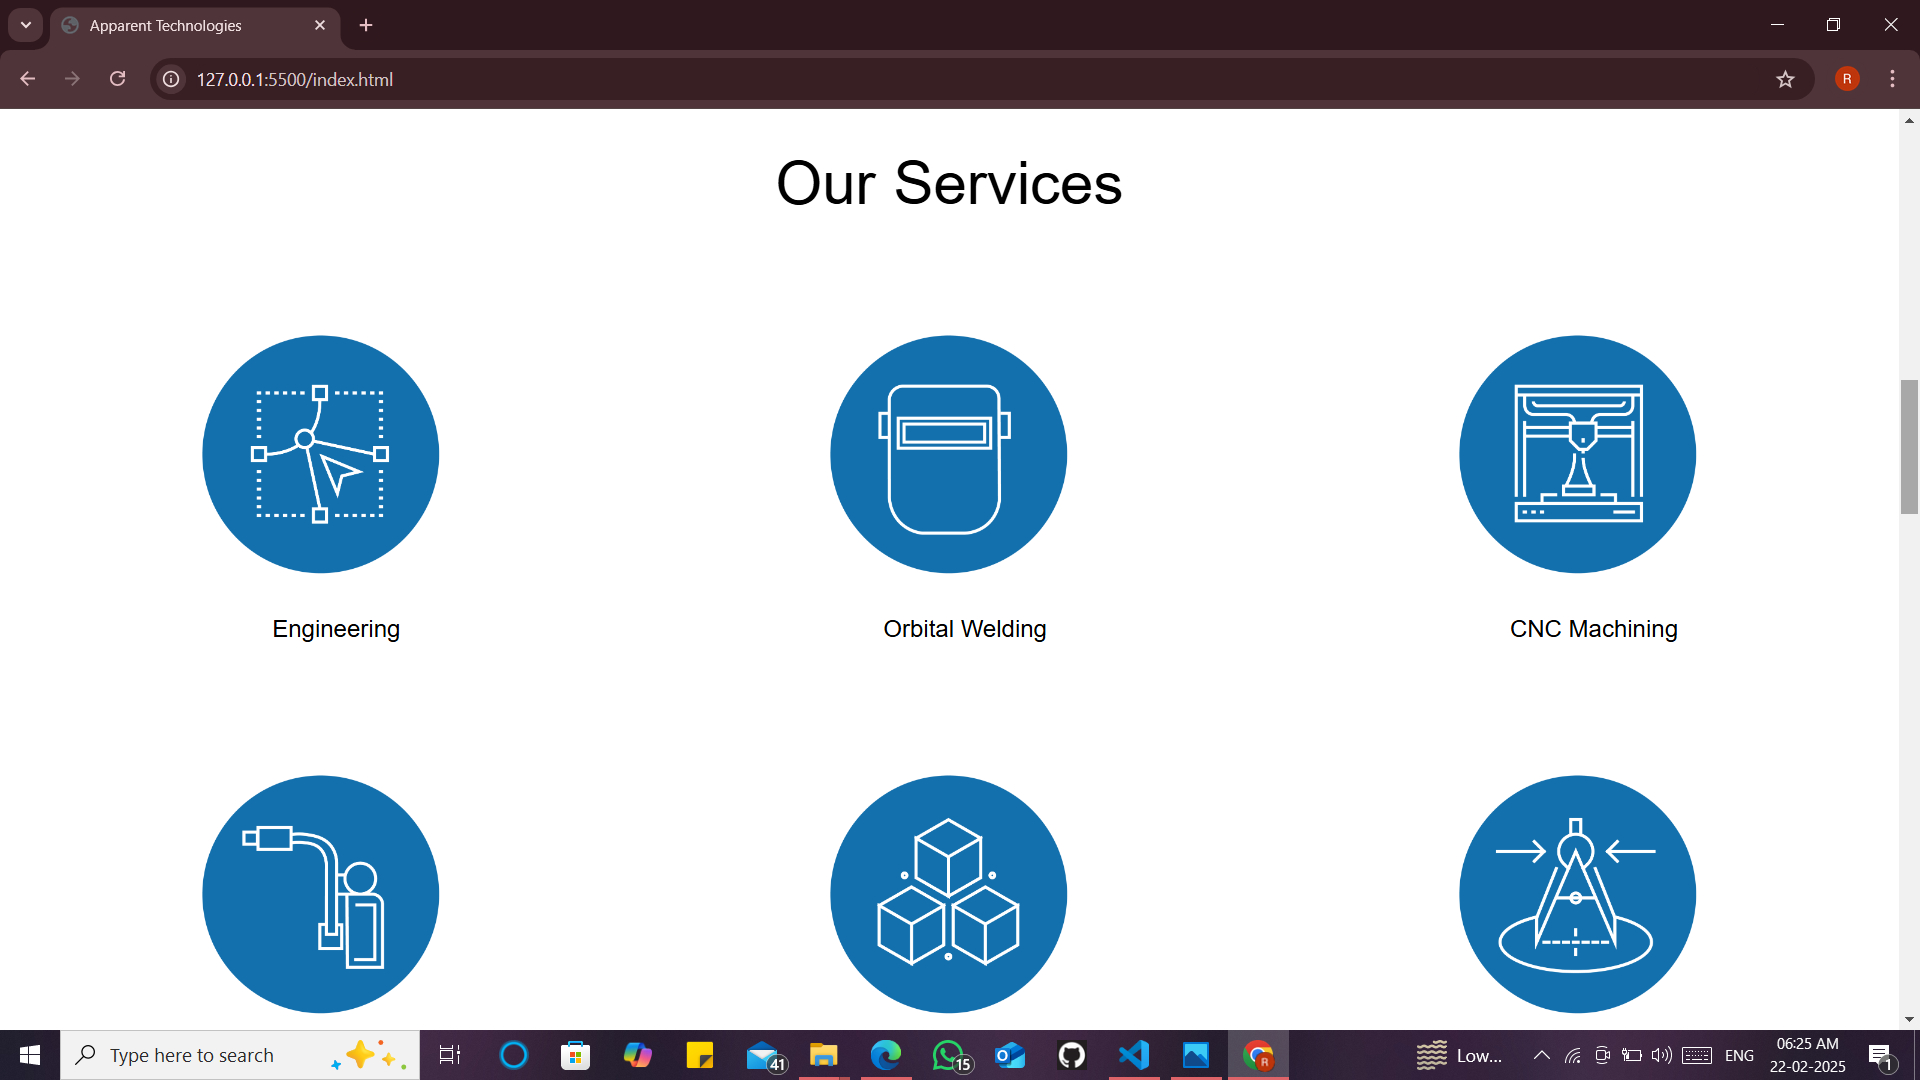 Apparent Technologies
127.0.0.1:5500/index.html
R
Our Services
Engineering
Orbital Welding
CNC Machining
Type here to search
41
15
R
Low...
ENG
06:25 AM
22-02-2025
1